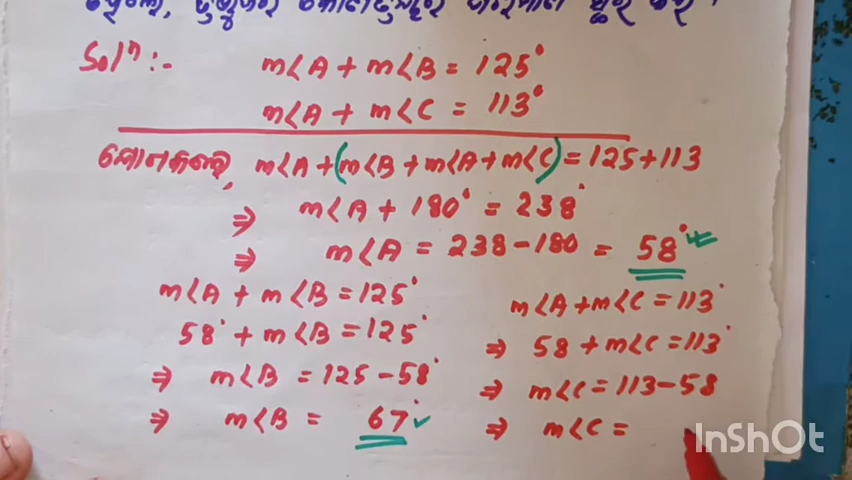 Solⁿ :- m<A + m<B = 125°
m<A + m<C = 113°
ଯୋଗକଲେ, m<A + (m<B + m<A + m<C) = 125 + 113
⇒ m<A + 180° = 238°
⇒ m<A = 238 - 180 = 58°
m<A + m<B = 125°
58° + m<B = 125°
⇒ m<B = 125 - 58°
⇒ m<B = 67°
m<A + m<C = 113°
⇒ 58 + m<C = 113°
⇒ m<C = 113 - 58
⇒ m<C =
InShOt